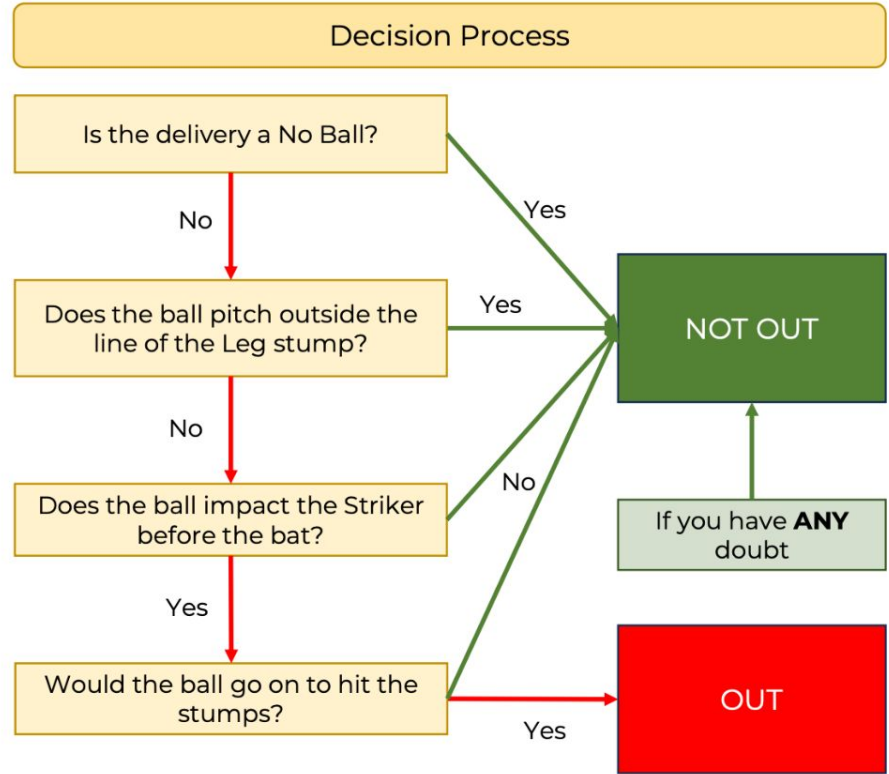 Decision Process
Is the delivery a No Ball?
Yes
No
Does the ball pitch outside the
line of the Leg stump?
Yes
NOT OUT
No
Does the ball impact the Striker
before the bat?
No
If you have ANY
doubt
Yes
Would the ball go on to hit the
stumps?
Yes
OUT